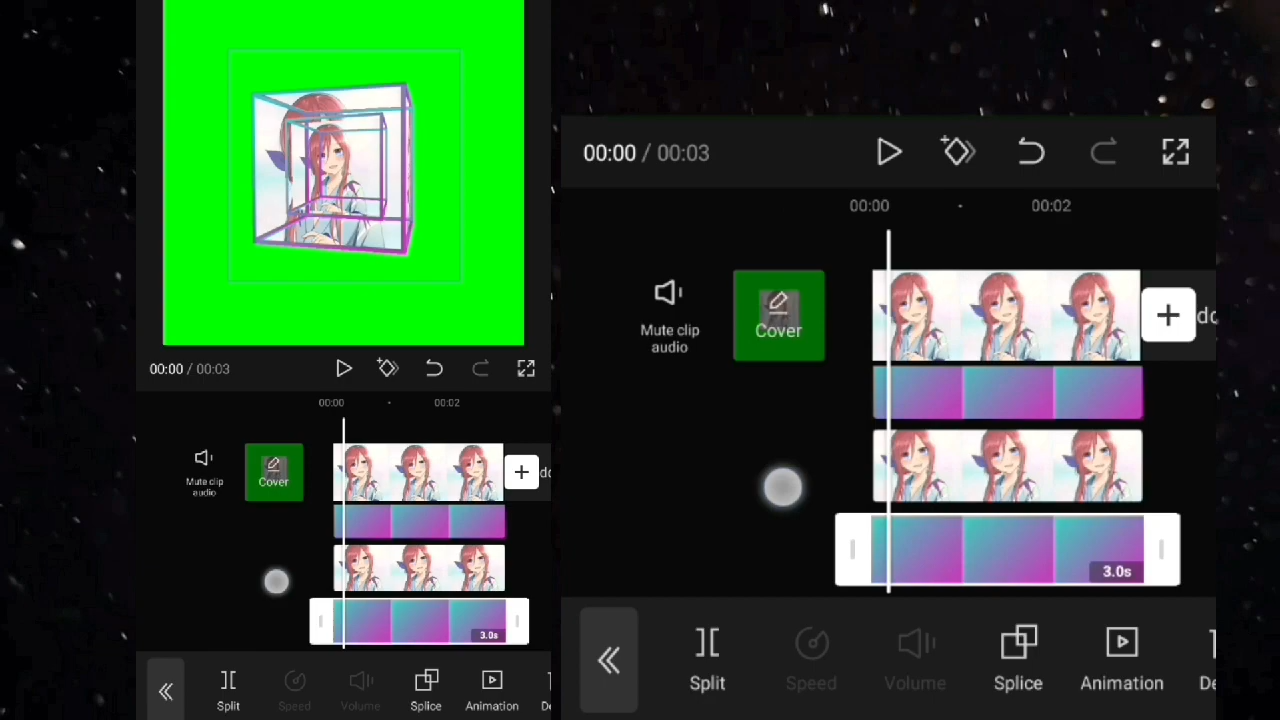 00:00 / 00:03
00:00
00:02
Mute clip
audio
Cover
3.0s
Split
Speed
Volume
Splice
Animation
00:00 / 00:03
00:00
00:02
Mute clip
audio
Cover
3.0s
Split
Speed
Volume
Splice
Animation